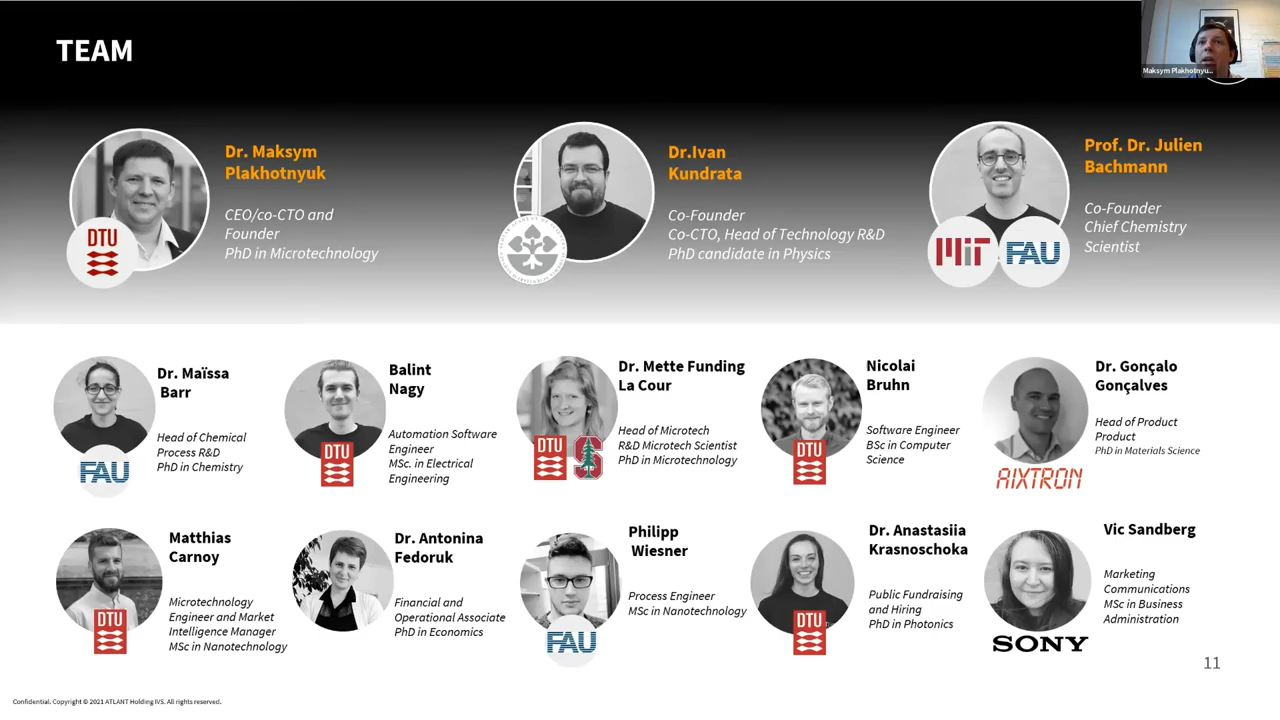 TEAM
Maksym Plakhotnyu...
Dr. Maksym
Plakhotnyuk
CEO/co-CTO and
Founder
PhD in Microtechnology
DTU
Dr.Ivan
Kundrata
Co-Founder
Co-CTO, Head of Technology R&D
PhD candidate in Physics
Prof. Dr. Julien
Bachmann
Co-Founder
Chief Chemistry
Scientist
MIT
FAU
Dr. Maïssa
Barr
Head of Chemical
Process R&D
PhD in Chemistry
FAU
Balint
Nagy
Automation Software
Engineer
MSc. in Electrical
Engineering
DTU
Dr. Mette Funding
La Cour
Head of Microtech
R&D Microtech Scientist
PhD in Microtechnology
DTU
S
Nicolai
Bruhn
Software Engineer
BSc in Computer
Science
DTU
Dr. Gonçalo
Gonçalves
Head of Product
Product
PhD in Materials Science
AIXTRON
Matthias
Carnoy
Microtechnology
Engineer and Market
Intelligence Manager
MSc in Nanotechnology
DTU
Dr. Antonina
Fedoruk
Financial and
Operational Associate
PhD in Economics
Philipp
Wiesner
Process Engineer
MSc in Nanotechnology
FAU
Dr. Anastasiia
Krasnoschoka
Public Fundraising
and Hiring
PhD in Photonics
DTU
Vic Sandberg
Marketing
Communications
MSc in Business
Administration
SONY
11
Confidential. Copyright © 2021 ATLANT Holding IVS. All rights reserved.